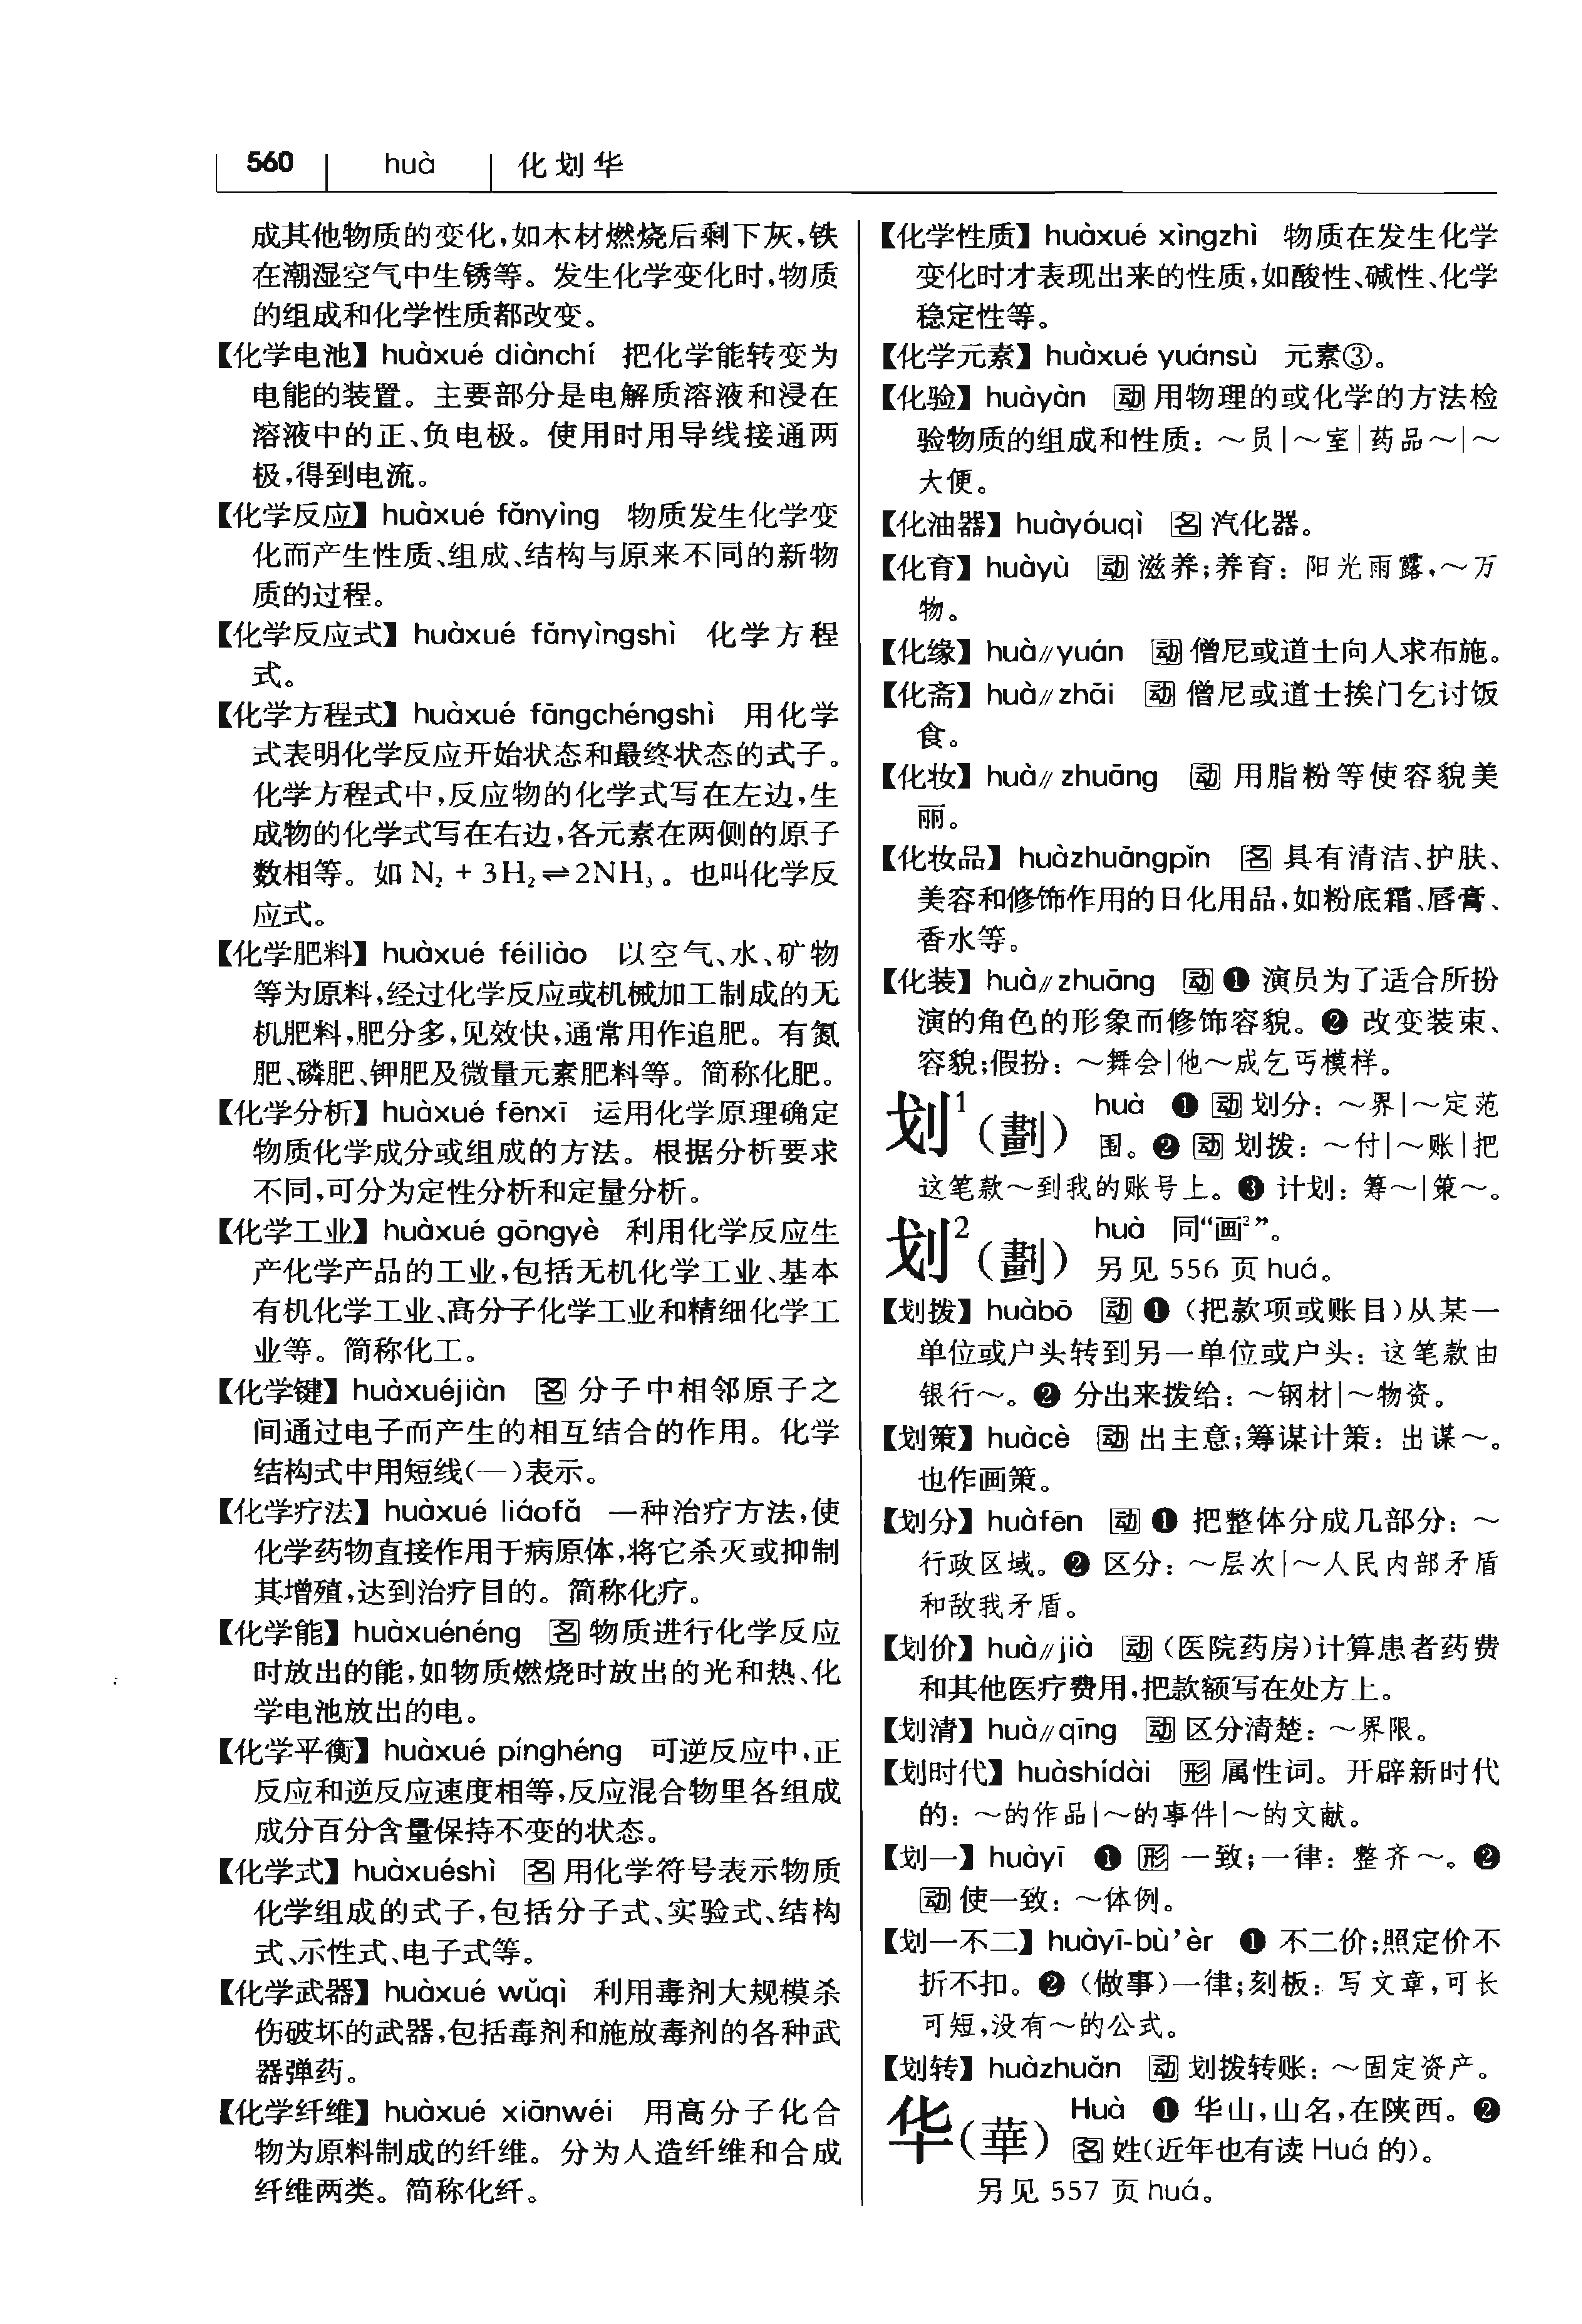 560 huà 化划华
成其他物质的变化,如木材燃烧后剩下灰,铁
在潮湿空气中生锈等。发生化学变化时,物质
的组成和化学性质都改变。
【化学电池】huàxué diànchí 把化学能转变为
电能的装置。主要部分是电解质溶液和浸在
溶液中的正、负电极。使用时用导线接通两
极,得到电流。
【化学反应】huàxué fǎnyìng 物质发生化学变
化而产生性质、组成、结构与原来不同的新物
质的过程。
【化学反应式】huàxué fǎnyìngshì 化学方程
式。
【化学方程式】huàxué fāngchéngshì 用化学
式表明化学反应开始状态和最终状态的式子。
化学方程式中,反应物的化学式写在左边,生
成物的化学式写在右边,各元素在两侧的原子
数相等。如 N₂ + 3H₂⇌2NH₃。也叫化学反
应式。
【化学肥料】huàxué féiliào 以空气、水、矿物
等为原料,经过化学反应或机械加工制成的无
机肥料,肥分多,见效快,通常用作追肥。有氮
肥、磷肥、钾肥及微量元素肥料等。简称化肥。
【化学分析】huàxué fēnxī 运用化学原理确定
物质化学成分或组成的方法。根据分析要求
不同,可分为定性分析和定量分析。
【化学工业】huàxué gōngyè 利用化学反应生
产化学产品的工业,包括无机化学工业、基本
有机化学工业、高分子化学工业和精细化学工
业等。简称化工。
【化学键】huàxuéjiàn 名 分子中相邻原子之
间通过电子而产生的相互结合的作用。化学
结构式中用短线(—)表示。
【化学疗法】huàxué liáofǎ 一种治疗方法,使
化学药物直接作用于病原体,将它杀灭或抑制
其增殖,达到治疗目的。简称化疗。
【化学能】huàxuénéng 名 物质进行化学反应
时放出的能,如物质燃烧时放出的光和热、化
学电池放出的电。
【化学平衡】huàxué pínghéng 可逆反应中,正
反应和逆反应速度相等,反应混合物里各组成
成分百分含量保持不变的状态。
【化学式】huàxuéshì 名 用化学符号表示物质
化学组成的式子,包括分子式、实验式、结构
式、示性式、电子式等。
【化学武器】huàxué wǔqì 利用毒剂大规模杀
伤破坏的武器,包括毒剂和施放毒剂的各种武
器弹药。
【化学纤维】huàxué xiānwéi 用高分子化合
物为原料制成的纤维。分为人造纤维和合成
纤维两类。简称化纤。
【化学性质】huàxué xìngzhì 物质在发生化学
变化时才表现出来的性质,如酸性、碱性、化学
稳定性等。
【化学元素】huàxué yuánsù 元素③。
【化验】huàyàn 动 用物理的或化学的方法检
验物质的组成和性质：～员|～室|药品～|～
大便。
【化油器】huàyóuqì 名 汽化器。
【化育】huàyù 动 滋养;养育：阳光雨露,～万
物。
【化缘】huà∥yuán 动 僧尼或道士向人求布施。
【化斋】huà∥zhāi 动 僧尼或道士挨门乞讨饭
食。
【化妆】huà∥zhuāng 动 用脂粉等使容貌美
丽。
【化妆品】huàzhuāngpǐn 名 具有清洁、护肤、
美容和修饰作用的日化用品,如粉底霜、唇膏、
香水等。
【化装】huà∥zhuāng 动 ❶ 演员为了适合所扮
演的角色的形象而修饰容貌。❷ 改变装束、
容貌;假扮：～舞会|他～成乞丐模样。
划¹(劃) huà ❶ 动 划分：～界|～定范
围。❷ 动 划拨：～付|～账|把
这笔款～到我的账号上。❸ 计划：筹～|策～。
划²(劃) huà 同“画²”。
另见 556 页 huá。
【划拨】huàbō 动 ❶ (把款项或账目)从某一
单位或户头转到另一单位或户头：这笔款由
银行～。❷ 分出来拨给：～钢材|～物资。
【划策】huàcè 动 出主意;筹谋计策：出谋～。
也作画策。
【划分】huàfēn 动 ❶ 把整体分成几部分：～
行政区域。❷ 区分：～层次|～人民内部矛盾
和敌我矛盾。
【划价】huà∥jià 动 (医院药房)计算患者药费
和其他医疗费用,把款额写在处方上。
【划清】huà∥qīng 动 区分清楚：～界限。
【划时代】huàshídài 形 属性词。开辟新时代
的：～的作品|～的事件|～的文献。
【划一】huàyī ❶ 形 一致;一律：整齐～。❷
动 使一致：～体例。
【划一不二】huàyī-bù’èr ❶ 不二价;照定价不
折不扣。❷ (做事)一律;刻板：写文章,可长
可短,没有～的公式。
【划转】huàzhuǎn 动 划拨转账：～固定资产。
华(華) Huà ❶ 华山,山名,在陕西。❷
名 姓(近年也有读 Huá 的)。
另见 557 页 huá。